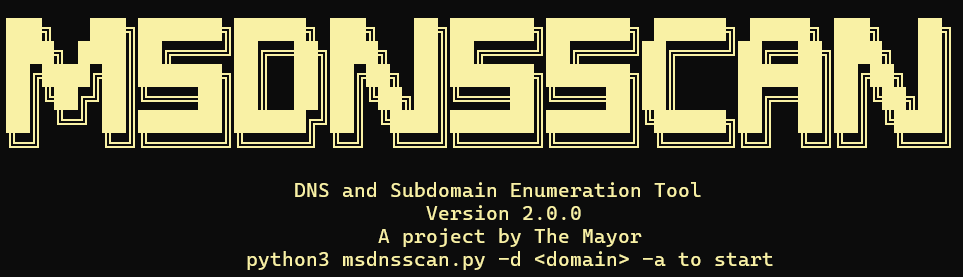 MSDNSSCAN
DNS and Subdomain Enumeration Tool
Version 2.0.0
A project by The Mayor
python3 msdnsscan.py -d <domain> -a to start